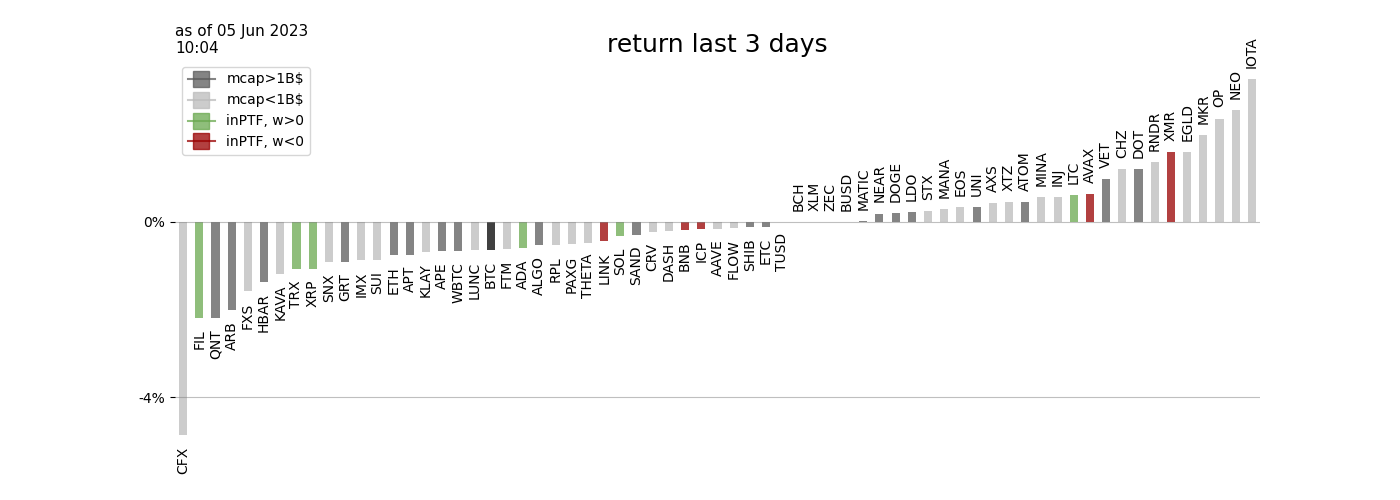 as of 05 Jun 2023
10:04
return last 3 days
mcap>1B$
mcap<1B$
inPTF, w>0
inPTF, w<0
0%
-4%
CFX
FIL
QNT
ARB
FXS
HBAR
KAVA
TRX
XRP
SNX
GRT
IMX
SUI
ETH
APT
KLAY
APE
WBTC
LUNC
BTC
FTM
ADA
ALGO
RPL
PAXG
THETA
LINK
SOL
SAND
CRV
DASH
BNB
ICP
AAVE
FLOW
SHIB
ETC
TUSD
BCH
XLM
ZEC
BUSD
MATIC
NEAR
DOGE
LDO
STX
MANA
EOS
UNI
AXS
XTZ
ATOM
MINA
INJ
LTC
AVAX
VET
CHZ
DOT
RNDR
XMR
EGLD
MKR
OP
NEO
IOTA